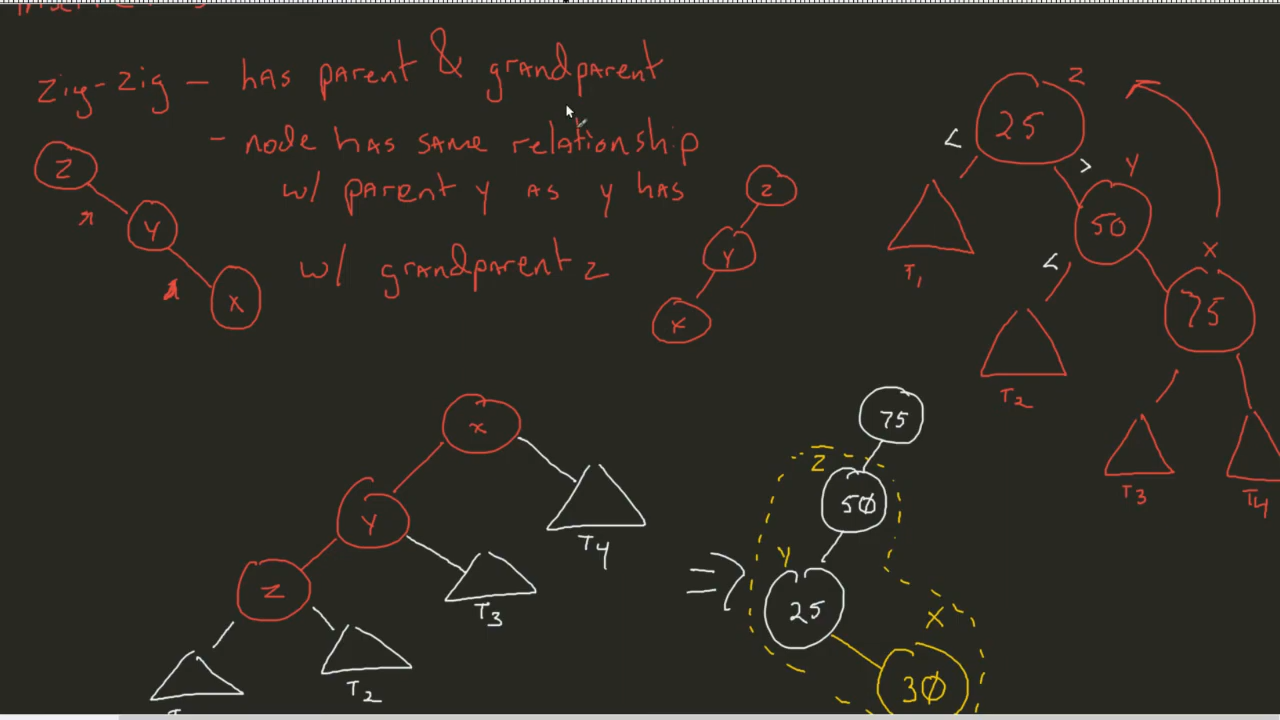 zig-zig – has parent & grandparent
- node has same relationship
w/ parent y as y has
w/ grandparent z
z
y
x
z
y
x
z
25
<
>
y
50
T1
<
x
75
T2
T3
T4
x
y
T4
z
T3
T2
75
z
50
y
25
x
30